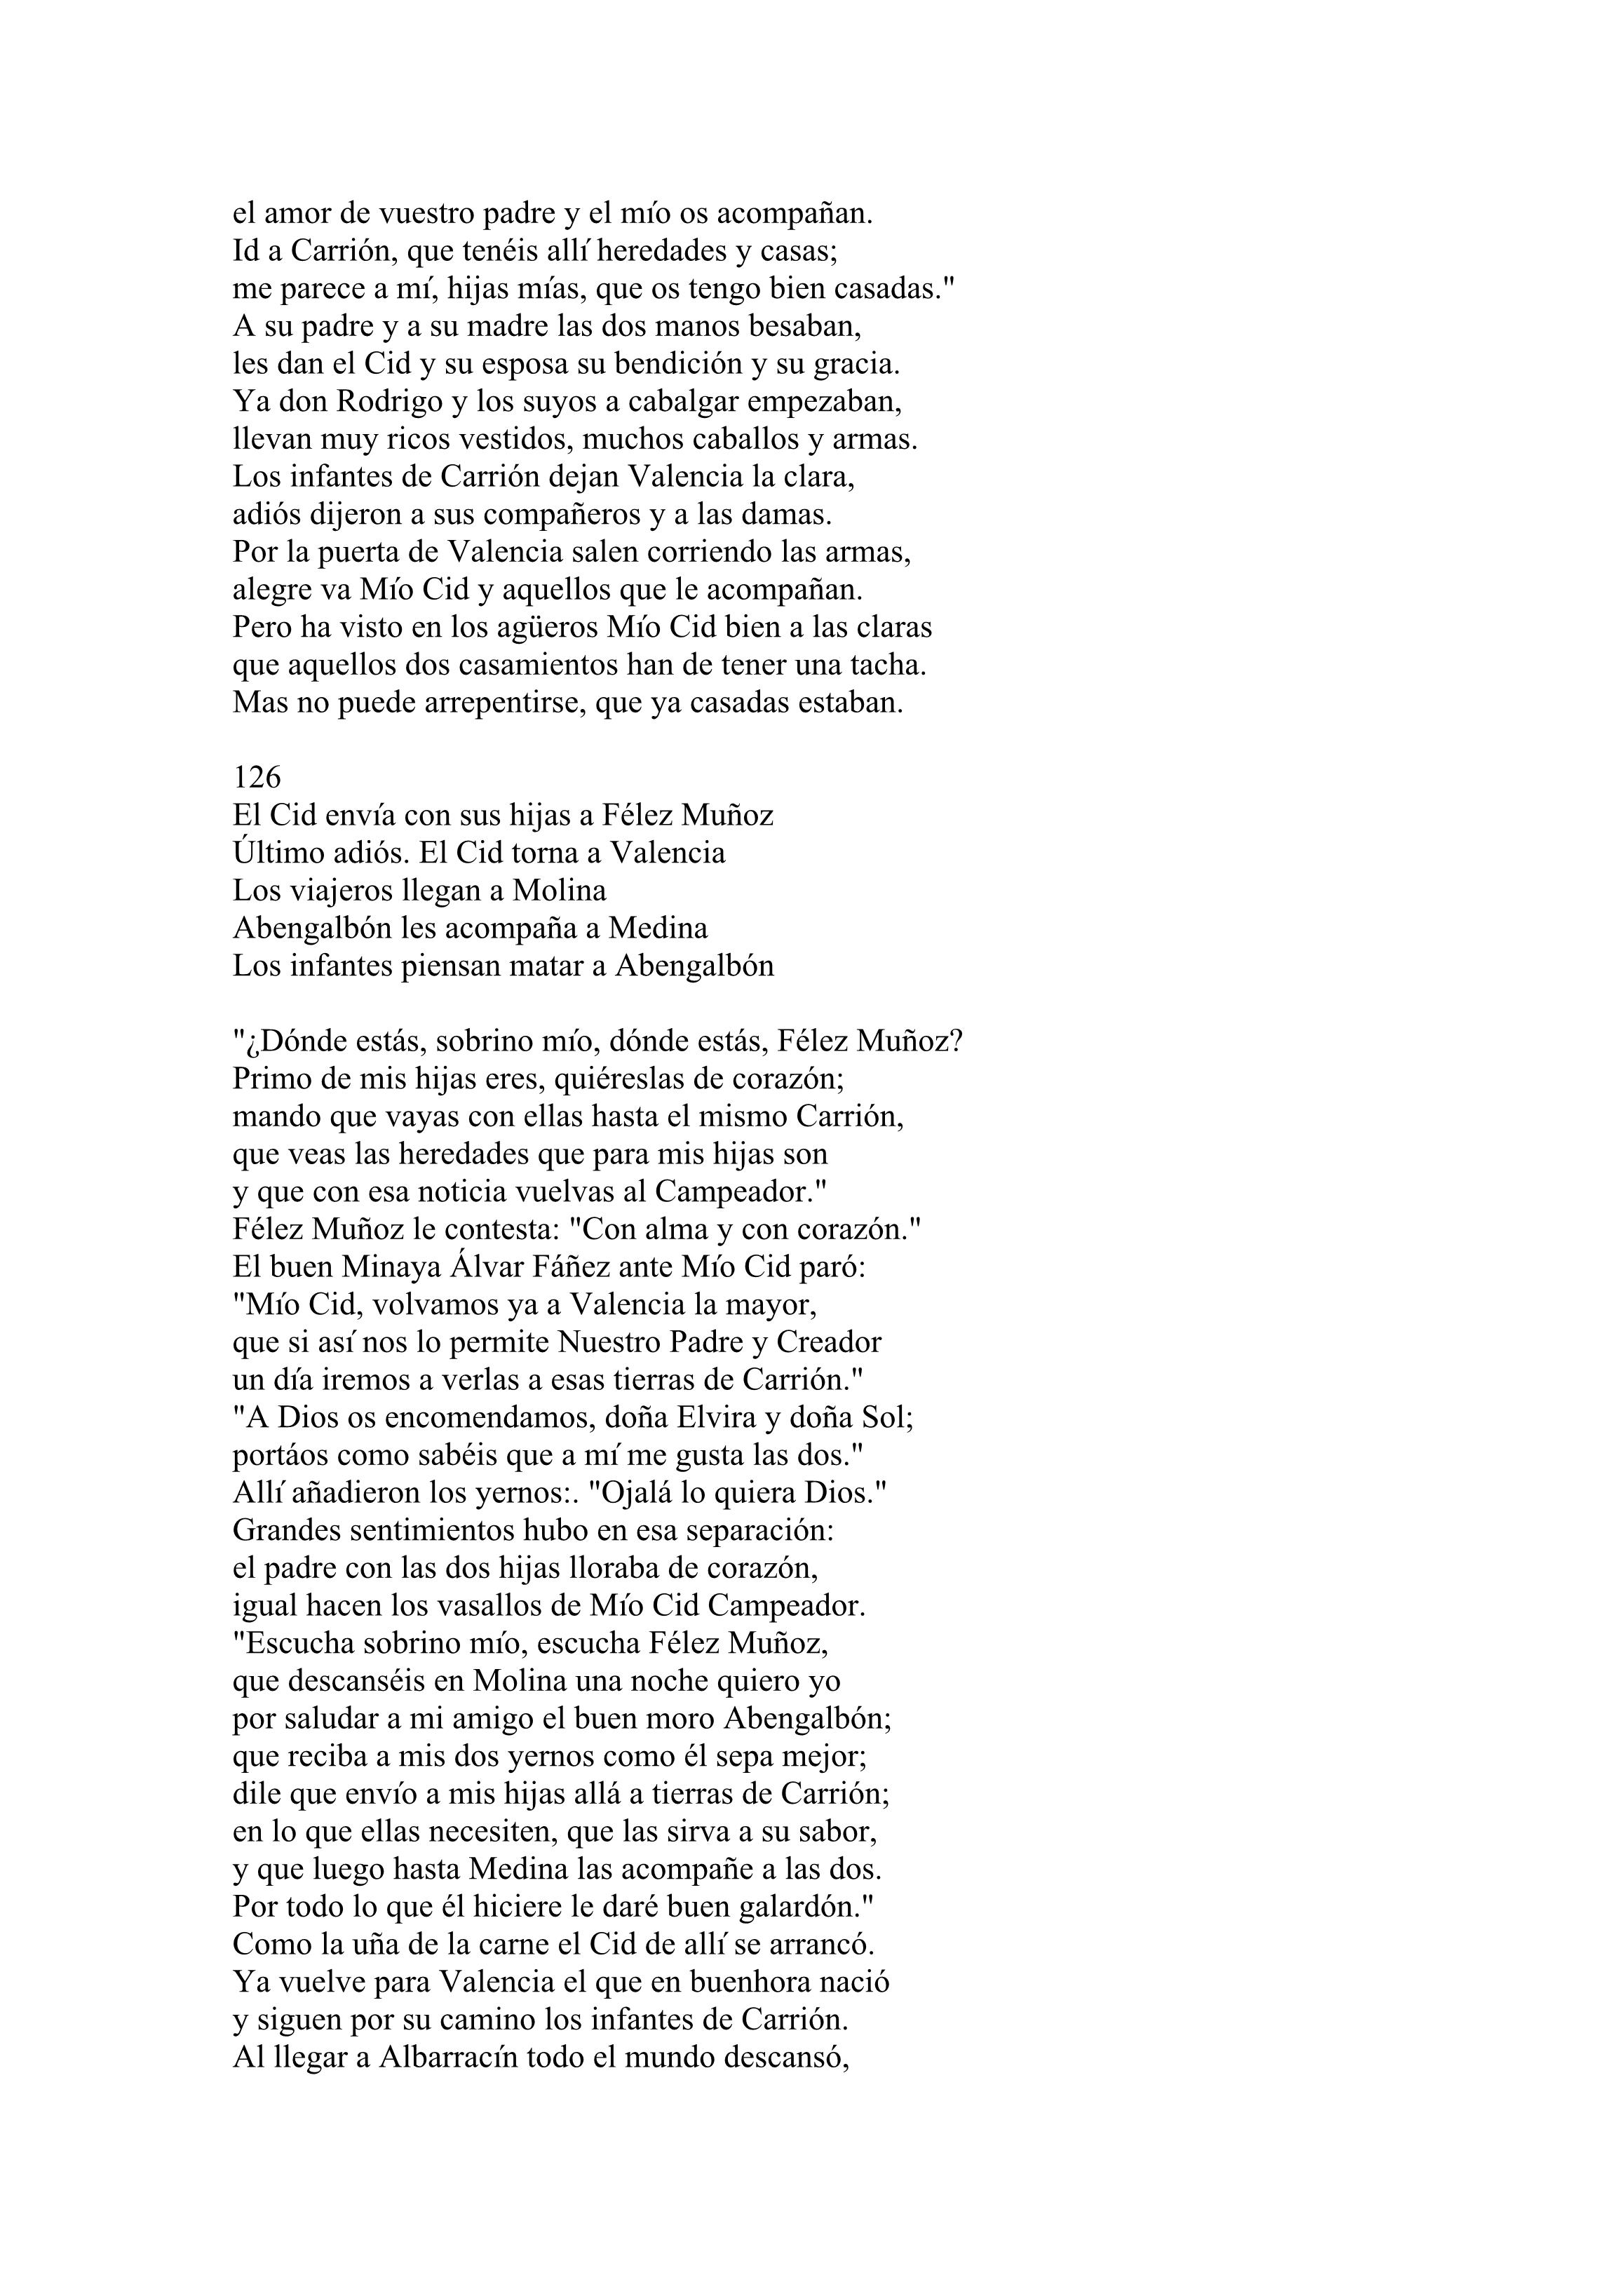 el amor de vuestro padre y el mío os acompañan.
Id a Carrión, que tenéis allí heredades y casas;
me parece a mí, hijas mías, que os tengo bien casadas."
A su padre y a su madre las dos manos besaban,
les dan el Cid y su esposa su bendición y su gracia.
Ya don Rodrigo y los suyos a cabalgar empezaban,
llevan muy ricos vestidos, muchos caballos y armas.
Los infantes de Carrión dejan Valencia la clara,
adiós dijeron a sus compañeros y a las damas.
Por la puerta de Valencia salen corriendo las armas,
alegre va Mío Cid y aquellos que le acompañan.
Pero ha visto en los agüeros Mío Cid bien a las claras
que aquellos dos casamientos han de tener una tacha.
Mas no puede arrepentirse, que ya casadas estaban.

126
El Cid envía con sus hijas a Félez Muñoz
Último adiós. El Cid torna a Valencia
Los viajeros llegan a Molina
Abengalbón les acompaña a Medina
Los infantes piensan matar a Abengalbón

"¿Dónde estás, sobrino mío, dónde estás, Félez Muñoz?
Primo de mis hijas eres, quiéreslas de corazón;
mando que vayas con ellas hasta el mismo Carrión,
que veas las heredades que para mis hijas son
y que con esa noticia vuelvas al Campeador."
Félez Muñoz le contesta: "Con alma y con corazón."
El buen Minaya Álvar Fáñez ante Mío Cid paró:
"Mío Cid, volvamos ya a Valencia la mayor,
que si así nos lo permite Nuestro Padre y Creador
un día iremos a verlas a esas tierras de Carrión."
"A Dios os encomendamos, doña Elvira y doña Sol;
portáos como sabéis que a mí me gusta las dos."
Allí añadieron los yernos:. "Ojalá lo quiera Dios."
Grandes sentimientos hubo en esa separación:
el padre con las dos hijas lloraba de corazón,
igual hacen los vasallos de Mío Cid Campeador.
"Escucha sobrino mío, escucha Félez Muñoz,
que descanséis en Molina una noche quiero yo
por saludar a mi amigo el buen moro Abengalbón;
que reciba a mis dos yernos como él sepa mejor;
dile que envío a mis hijas allá a tierras de Carrión;
en lo que ellas necesiten, que las sirva a su sabor,
y que luego hasta Medina las acompañe a las dos.
Por todo lo que él hiciere le daré buen galardón."
Como la uña de la carne el Cid de allí se arrancó.
Ya vuelve para Valencia el que en buenhora nació
y siguen por su camino los infantes de Carrión.
Al llegar a Albarracín todo el mundo descansó,